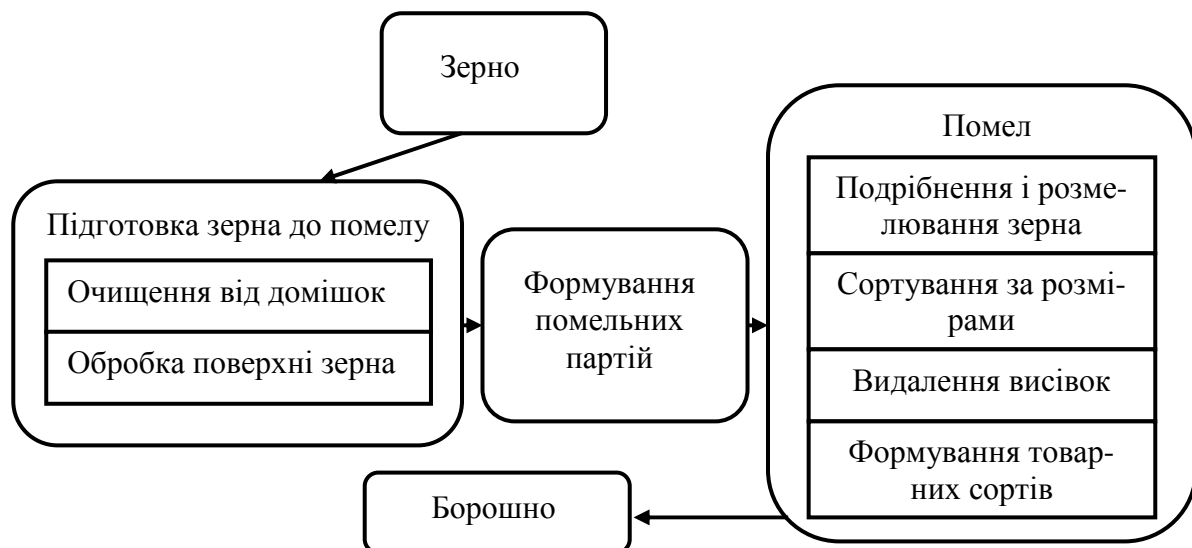 Зерно
Підготовка зерна до помелу
Очищення від домішок
Обробка поверхні зерна
Формування
помельних
партій
Помел
Подрібнення і розме-
лювання зерна
Сортування за розмі-
рами
Видалення висівок
Формування товар-
них сортів
Борошно